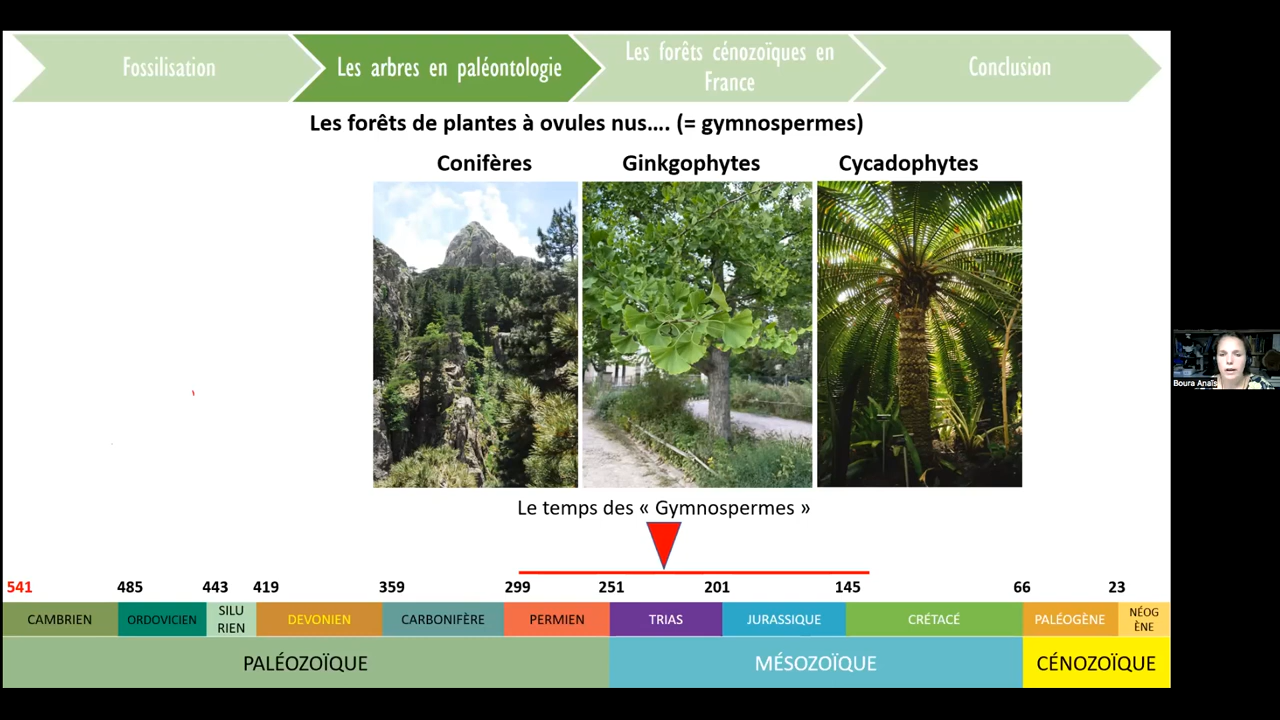 Fossilisation
Les arbres en paléontologie
Les forêts cénozoïques en
France
Conclusion
Les forêts de plantes à ovules nus…. (= gymnospermes)
Conifères Ginkgophytes Cycadophytes
Boura Anaïs
Le temps des « Gymnospermes »
541 485 443 419 359 299 251 201 145 66 23
CAMBRIEN
ORDOVICIEN
SILU
RIEN
DEVONIEN
CARBONIFÈRE
PERMIEN
TRIAS
JURASSIQUE
CRÉTACÉ
PALÉOGÈNE
NÉOG
ÈNE
PALÉOZOÏQUE
MÉSOZOÏQUE
CÉNOZOÏQUE